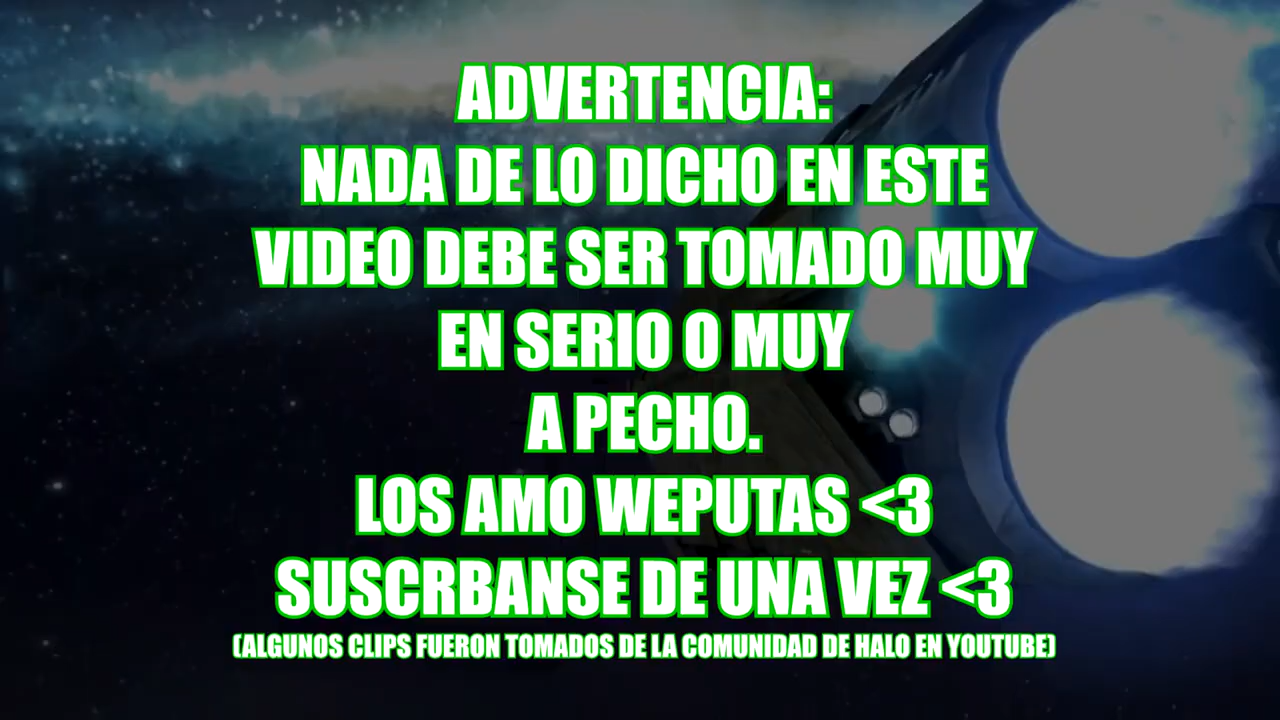 ADVERTENCIA:
NADA DE LO DICHO EN ESTE
VIDEO DEBE SER TOMADO MUY
EN SERIO O MUY
A PECHO.
LOS AMO WEPUTAS <3
SUSCRBANSE DE UNA VEZ <3
(ALGUNOS CLIPS FUERON TOMADOS DE LA COMUNIDAD DE HALO EN YOUTUBE)